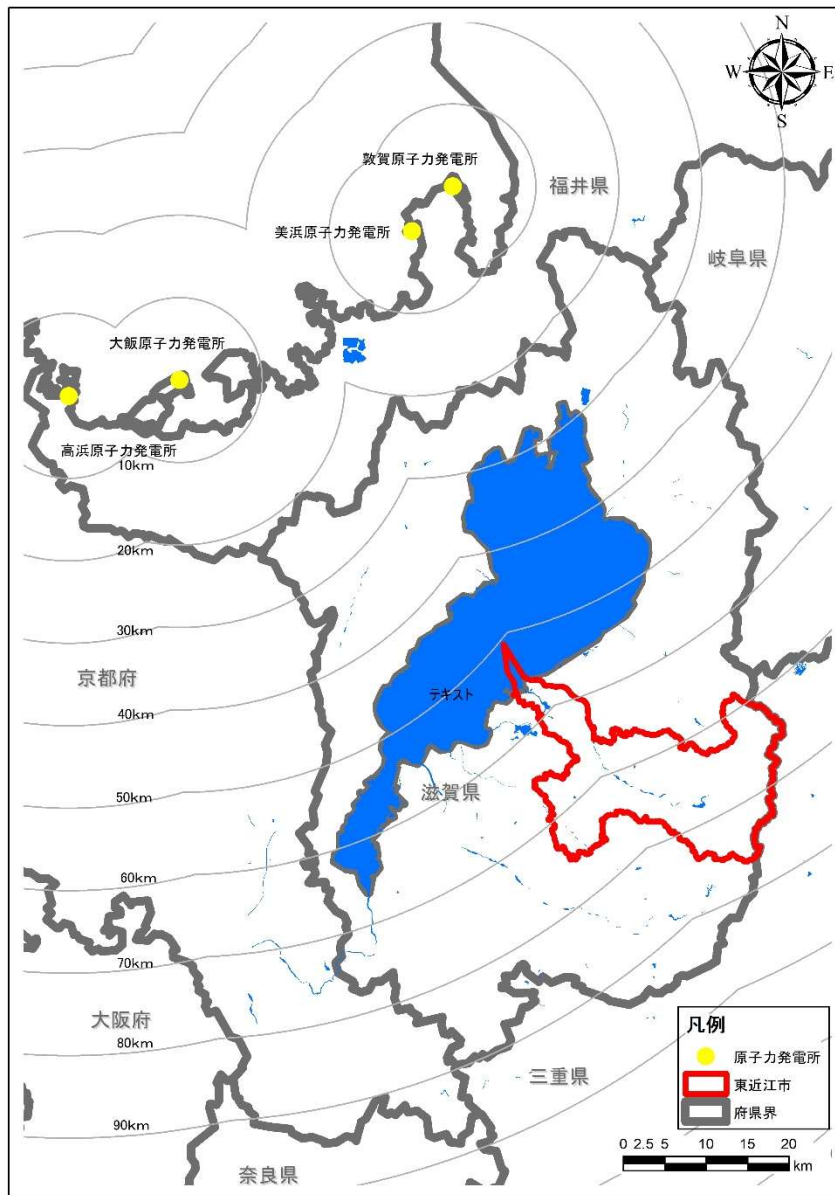 N
W
E
S
敦賀原子力発電所
福井県
美浜原子力発電所
岐阜県
大飯原子力発電所
高浜原子力発電所
10km
20km
30km
京都府
テキスト
40km
滋賀県
50km
60km
70km
大阪府
80km
三重県
90km
奈良県
凡例
原子力発電所
東近江市
府県界
0 2.5 5 10 15 20
km